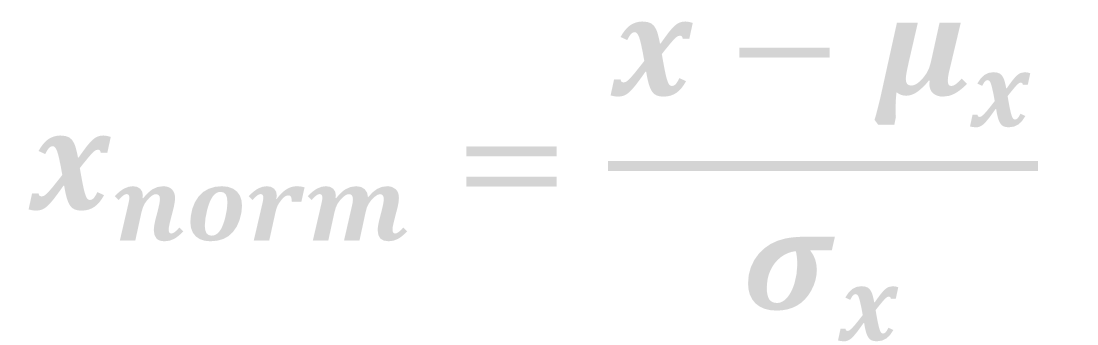 x_norm = (x − μ_x) / σ_x